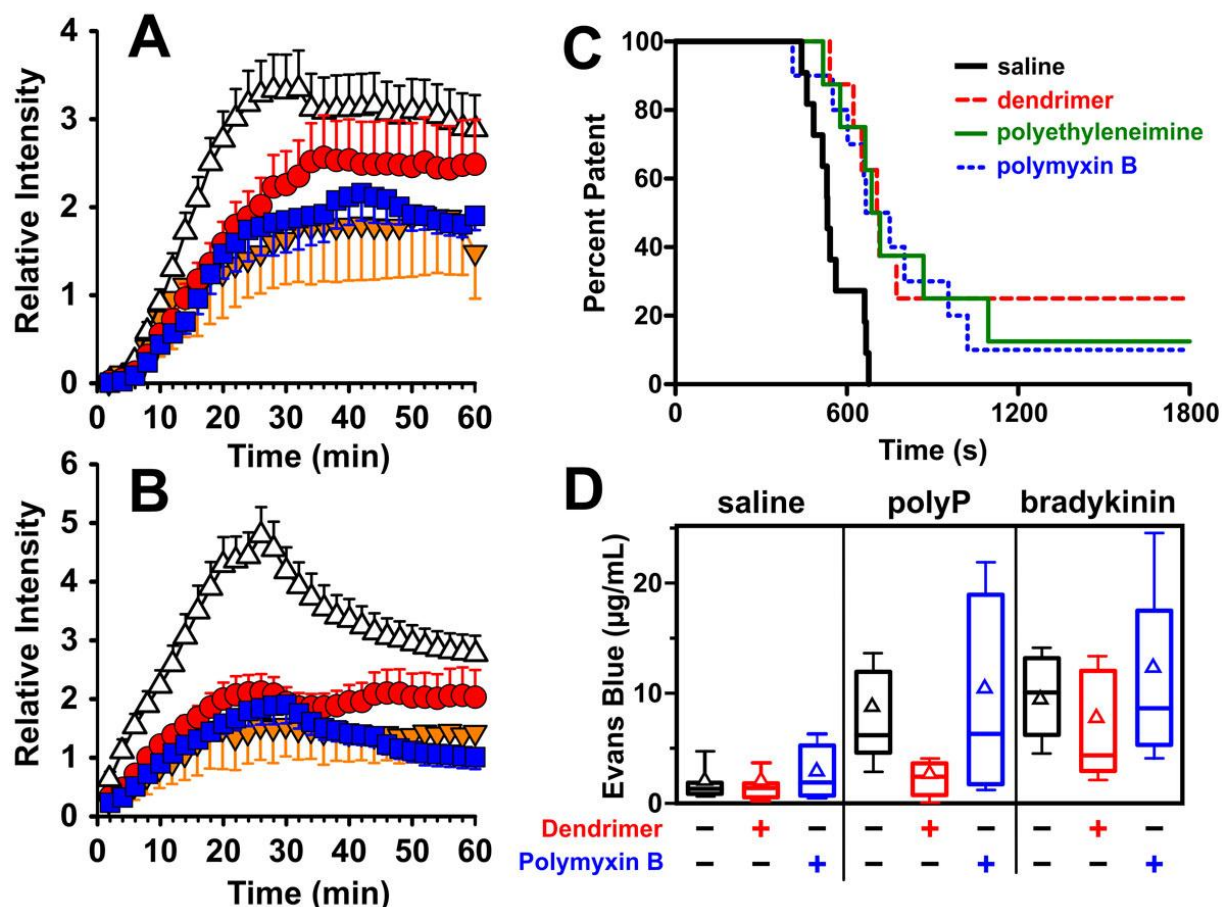 A
Relative Intensity
4
3
2
1
0
0 10 20 30 40 50 60
Time (min)
B
Relative Intensity
6
5
4
3
2
1
0
0 10 20 30 40 50 60
Time (min)
C
Percent Patent
100
80
60
40
20
0
saline
dendrimer
polyethyleneimine
polymyxin B
0 600 1200 1800
Time (s)
D
saline polyP bradykinin
Evans Blue (µg/mL)
20
10
0
Dendrimer − + − − + − − + −
Polymyxin B − − + − − + − − +